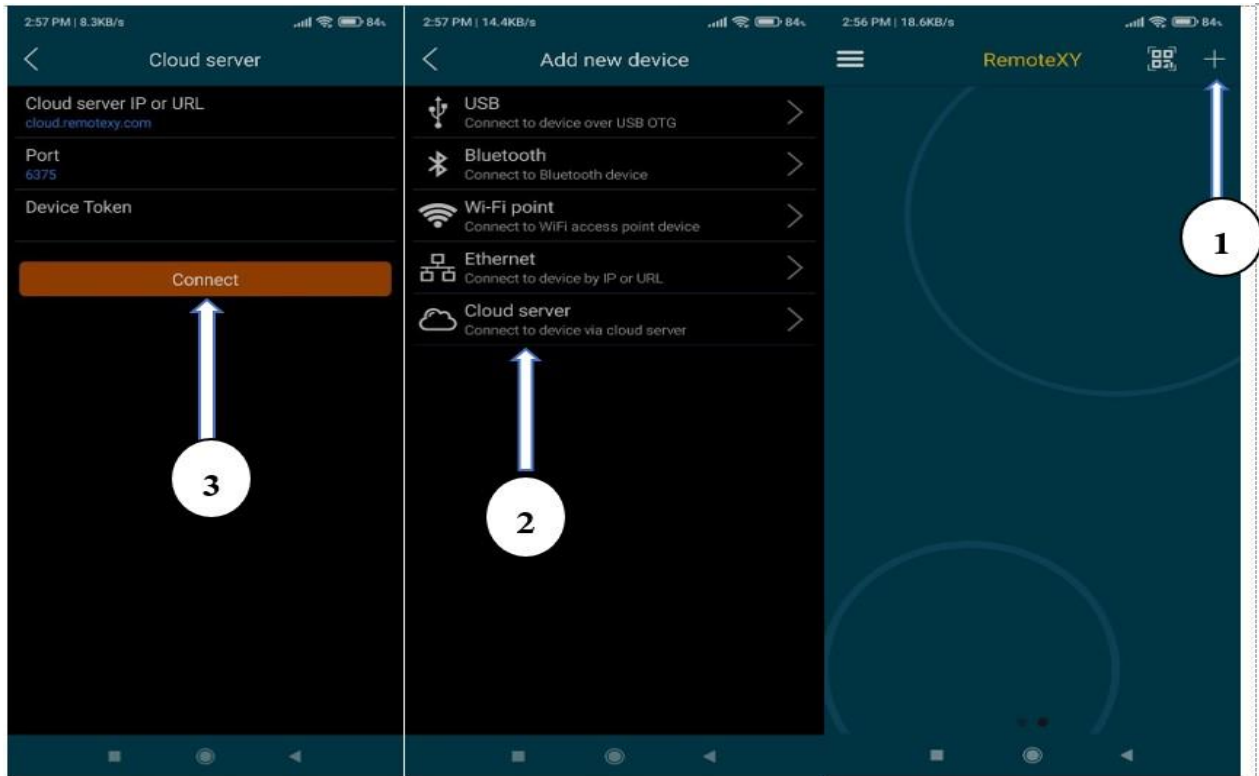 2:57 PM | 8.3KB/s
84%
Cloud server
Cloud server IP or URL
cloud.remotexy.com
Port
6375
Device Token
Connect
3
2:57 PM | 14.4KB/s
84%
Add new device
USB
Connect to device over USB OTG
Bluetooth
Connect to Bluetooth device
Wi-Fi point
Connect to WiFi access point device
Ethernet
Connect to device by IP or URL
Cloud server
Connect to device via cloud server
2
2:56 PM | 18.6KB/s
84%
RemoteXY
1